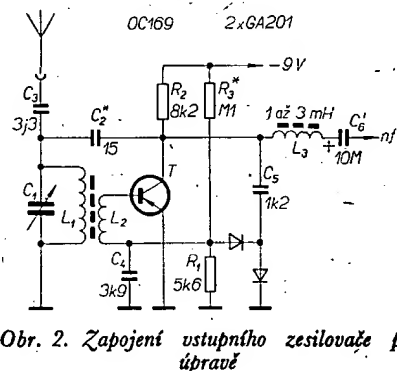 OC169 2xGA201
-9V
C3
3j3
C2*
15
R2
8k2
R3*
M1
1 až 3 mH
L3
C6'
+
10M
nf
T
C5
1k2
C1
L1
L2
C4
3k9
R1
5k6
Obr. 2. Zapojení vstupního zesilovače p
úpravě